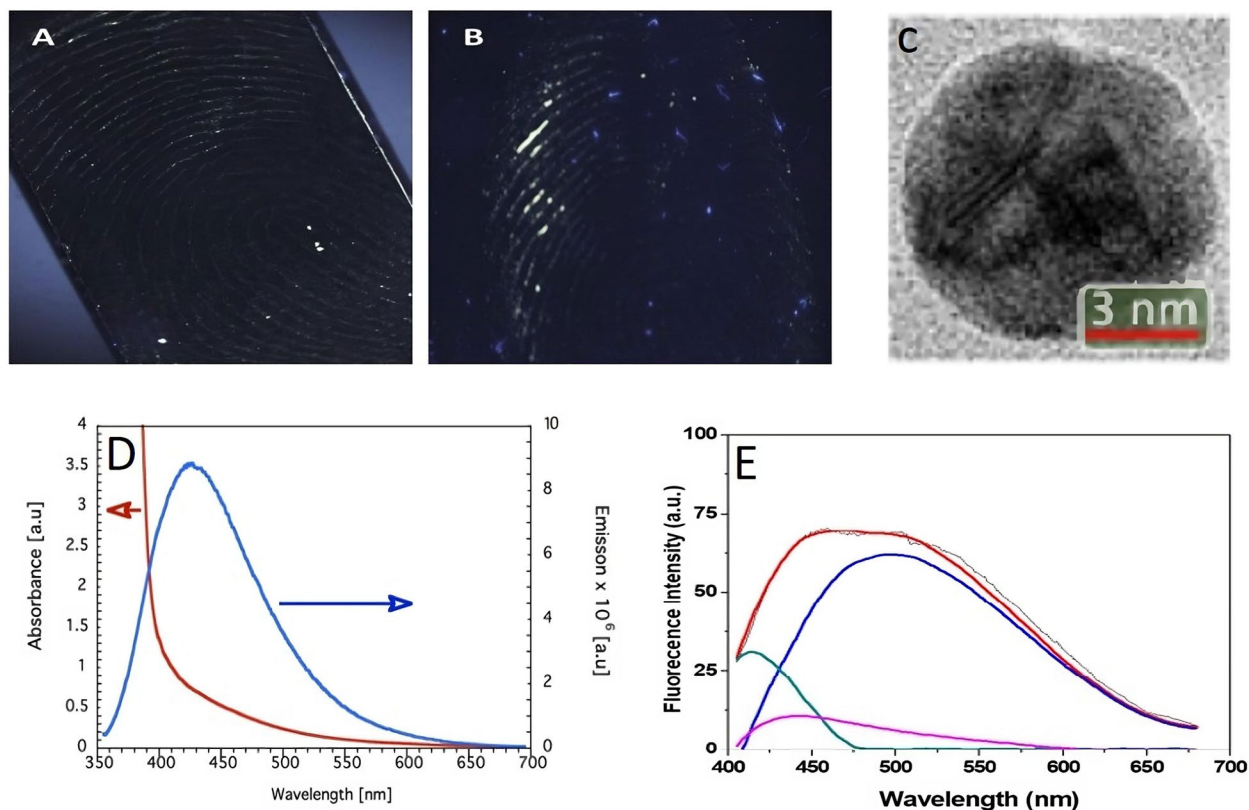 A
B
C
3 nm
D
4
3.5
3
2.5
2
1.5
1
0.5
0
Absorbance [a.u]
10
8
6
4
2
0
Emisson x 10^6 [a.u]
350 400 450 500 550 600 650 700
Wavelength [nm]
E
100
75
50
25
0
Fluorecence Intensity (a.u.)
400 450 500 550 600 650 700
Wavelength (nm)